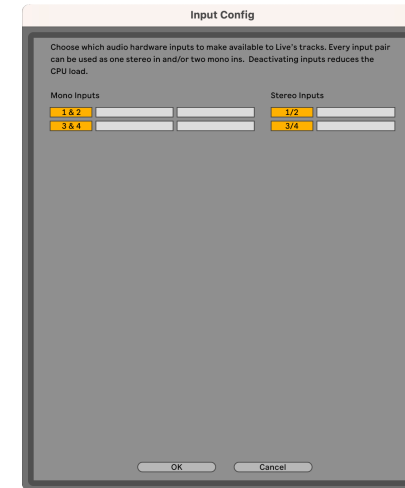 Input Config
Choose which audio hardware inputs to make available to Live's tracks. Every input pair
can be used as one stereo in and/or two mono ins. Deactivating inputs reduces the
CPU load.
Mono Inputs Stereo Inputs
1 & 2 1/2
3 & 4 3/4
OK Cancel